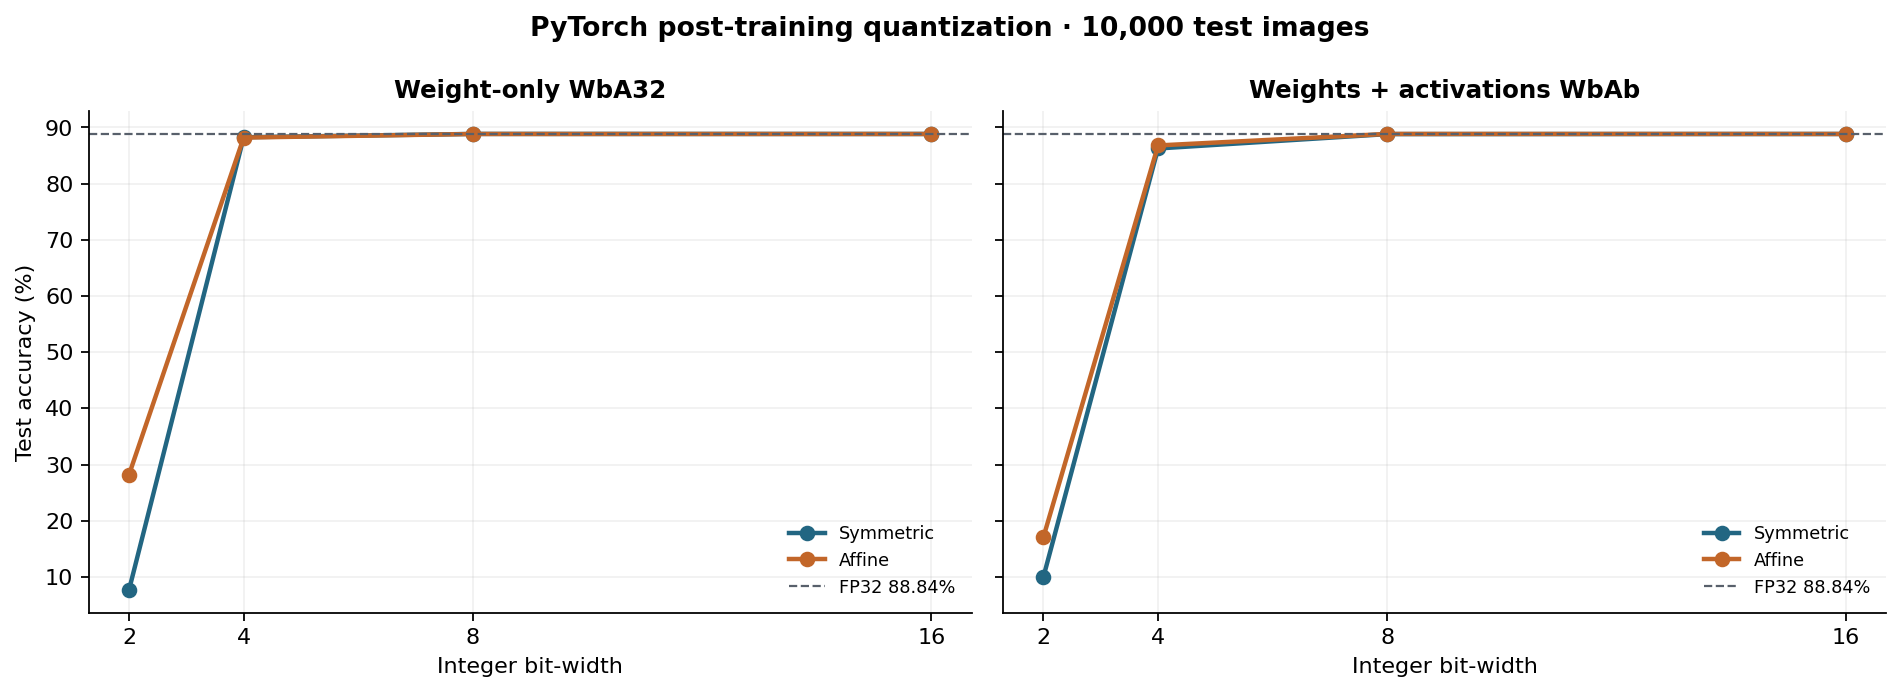 PyTorch post-training quantization · 10,000 test images
Weight-only WbA32
Test accuracy (%)
90
80
70
60
50
40
30
20
10
Symmetric
Affine
FP32 88.84%
2 4 8 16
Integer bit-width
Weights + activations WbAb
Symmetric
Affine
FP32 88.84%
2 4 8 16
Integer bit-width